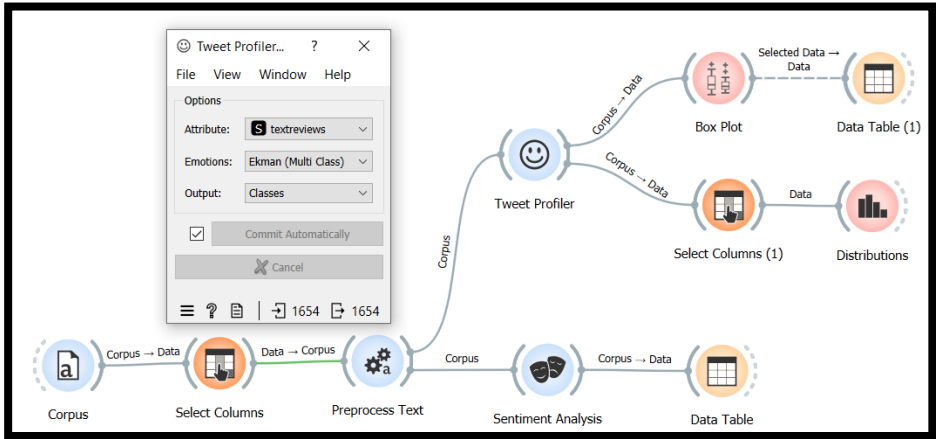 Tweet Profiler... ? ×
File View Window Help
Options
Attribute: S textreviews
Emotions: Ekman (Multi Class)
Output: Classes
Commit Automatically
Cancel
1654 1654
Corpus → Data
Selected Data →
Data
Box Plot
Data Table (1)
Tweet Profiler
Corpus → Data
Data
Select Columns (1)
Distributions
Corpus
a
Corpus → Data
Data → Corpus
a
Corpus
Corpus → Data
Corpus
Select Columns
Preprocess Text
Sentiment Analysis
Data Table